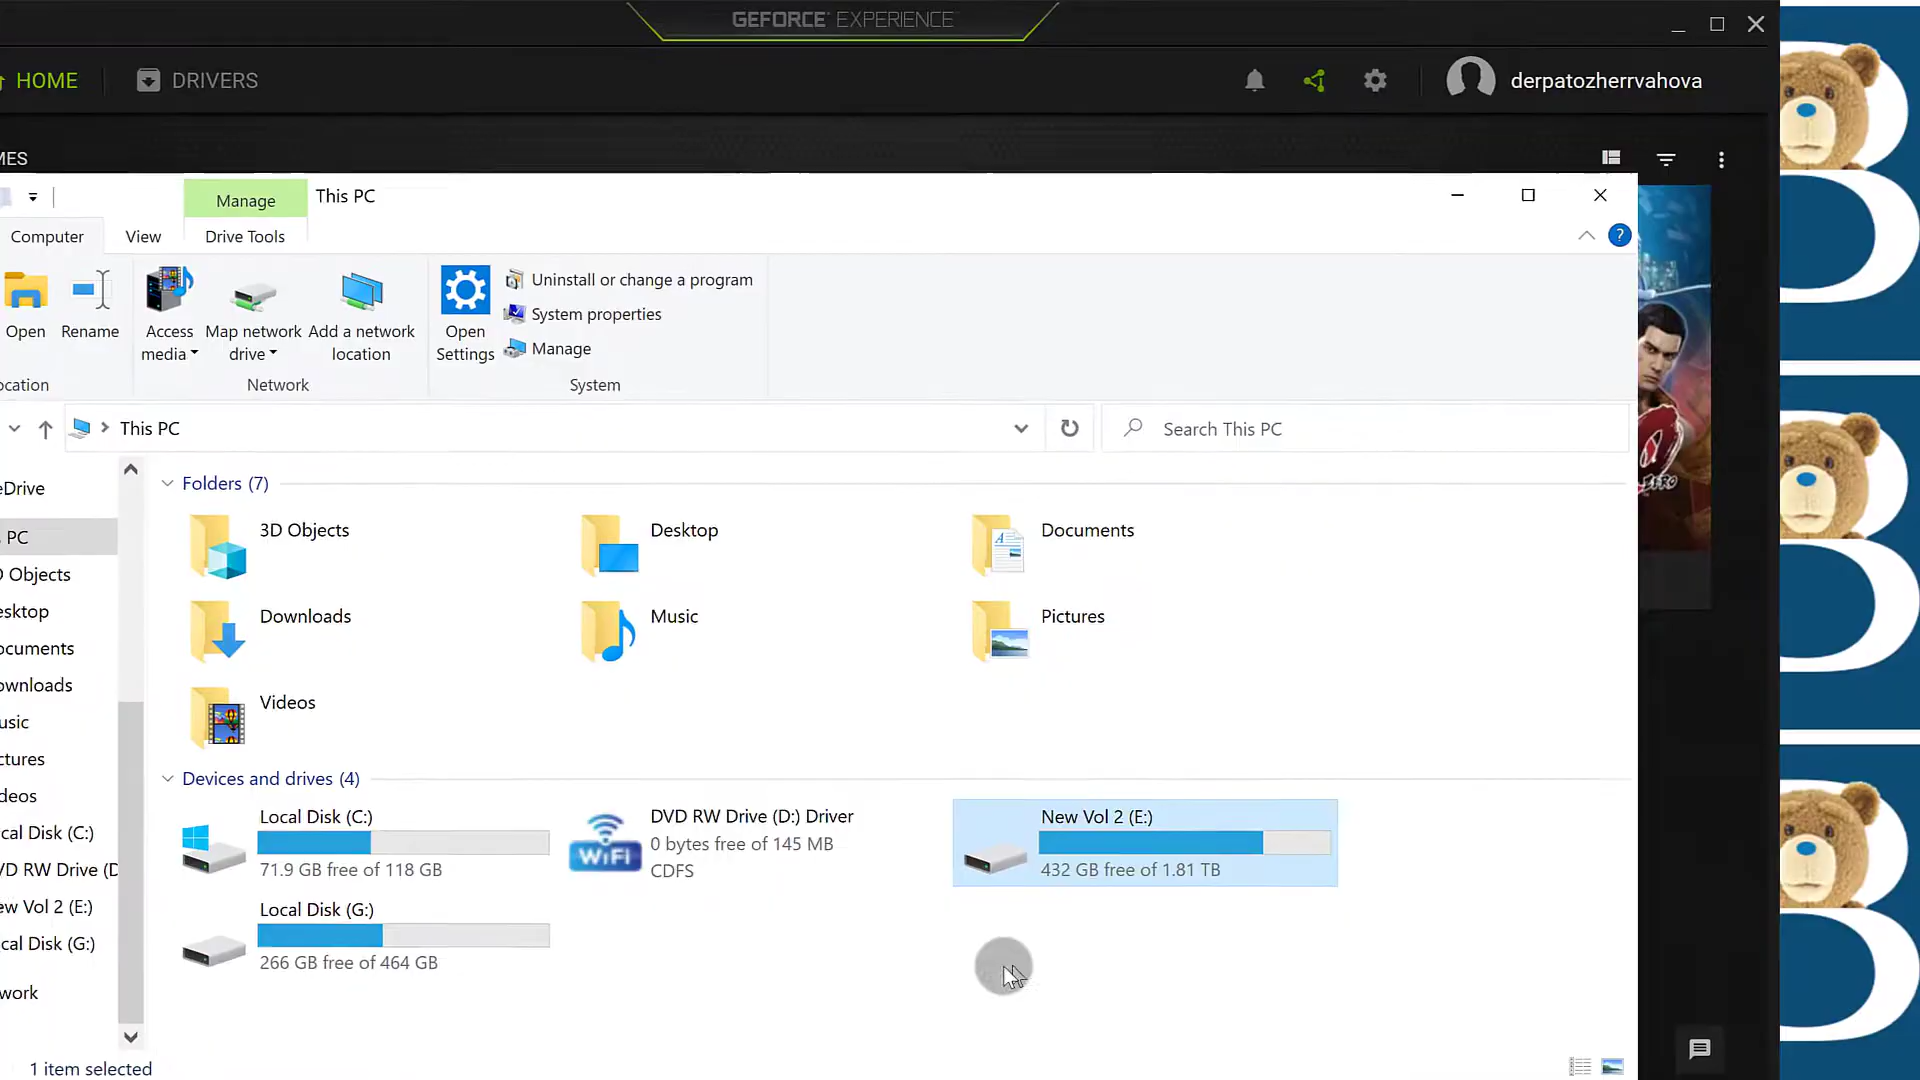 GEFORCE EXPERIENCE
HOME
DRIVERS
derpatozherrvahova
MES
Manage
This PC
Computer
View
Drive Tools
Open
Rename
Access media
Map network drive
Add a network location
Open Settings
Uninstall or change a program
System properties
Manage
ocation
Network
System
This PC
Search This PC
eDrive
PC
D Objects
esktop
ocuments
ownloads
usic
ctures
deos
cal Disk (C:)
VD RW Drive (D
ew Vol 2 (E:)
cal Disk (G:)
work
Folders (7)
3D Objects
Desktop
Documents
Downloads
Music
Pictures
Videos
Devices and drives (4)
Local Disk (C:)
71.9 GB free of 118 GB
WiFi
DVD RW Drive (D:) Driver
0 bytes free of 145 MB
CDFS
New Vol 2 (E:)
432 GB free of 1.81 TB
Local Disk (G:)
266 GB free of 464 GB
1 item selected